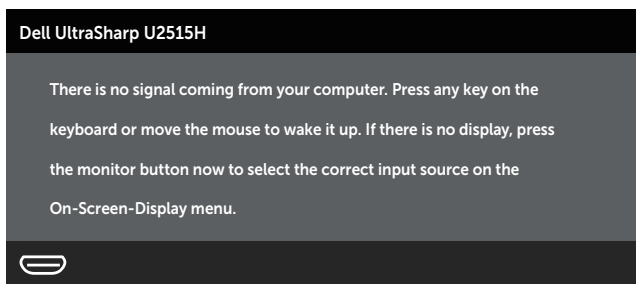 Dell UltraSharp U2515H
There is no signal coming from your computer. Press any key on the
keyboard or move the mouse to wake it up. If there is no display, press
the monitor button now to select the correct input source on the
On-Screen-Display menu.